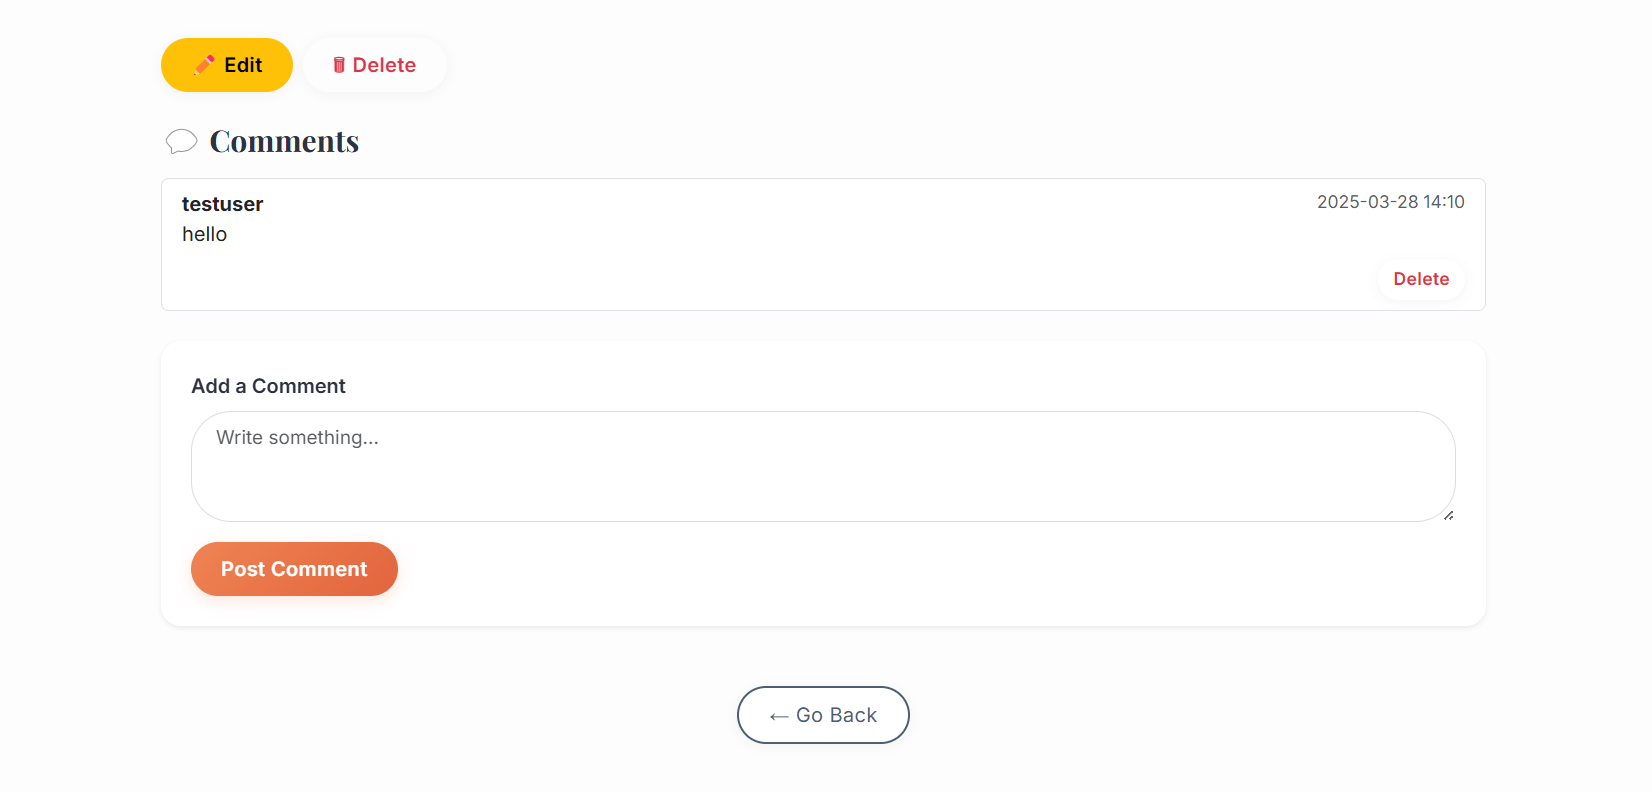 ✏️ Edit
🗑 Delete
💬 Comments
testuser
2025-03-28 14:10
hello
Delete
Add a Comment
Write something...
Post Comment
← Go Back